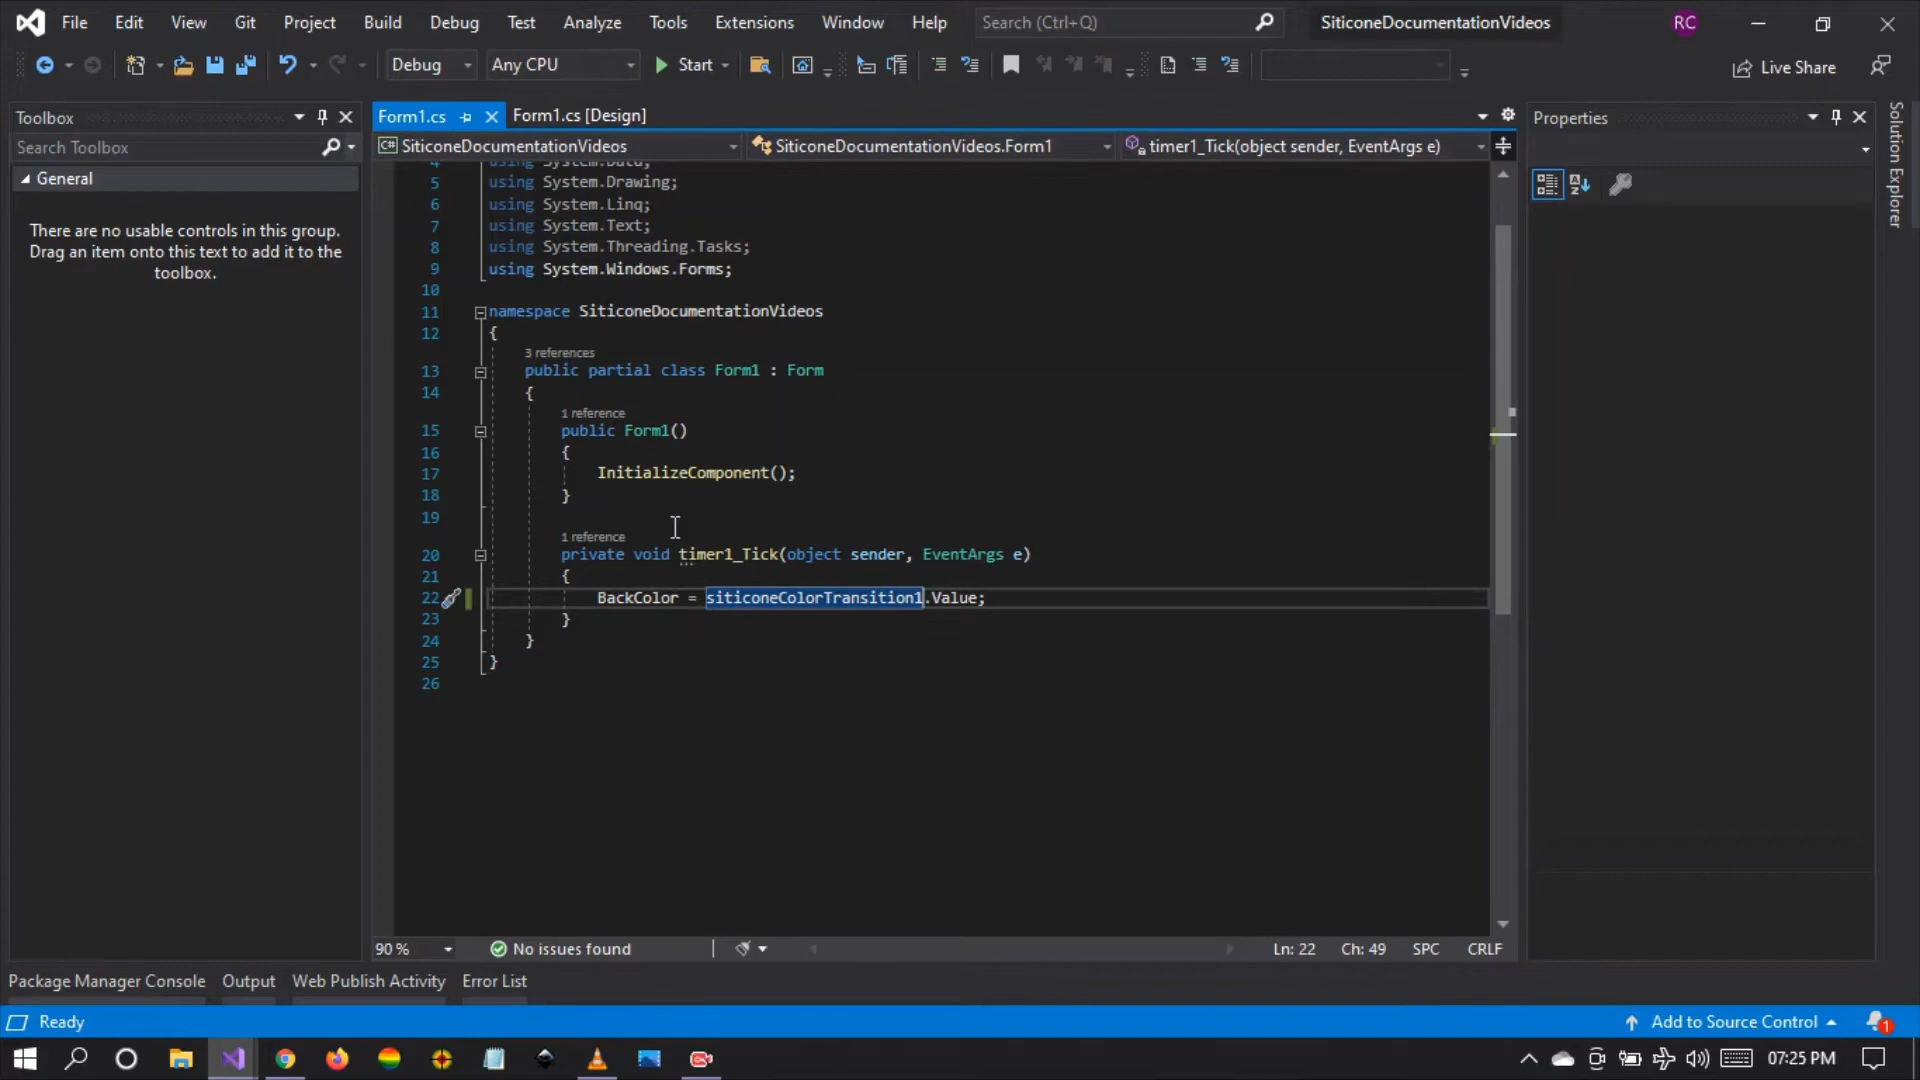 File Edit View Git Project Build Debug Test Analyze Tools Extensions Window Help Search (Ctrl+Q) SiticoneDocumentationVideos RC
Debug Any CPU Start Live Share
Toolbox
Search Toolbox
General
There are no usable controls in this group.
Drag an item onto this text to add it to the
toolbox.
Form1.cs Form1.cs [Design]
C# SiticoneDocumentationVideos SiticoneDocumentationVideos.Form1 timer1_Tick(object sender, EventArgs e)
4 using System.Data;
5 using System.Drawing;
6 using System.Linq;
7 using System.Text;
8 using System.Threading.Tasks;
9 using System.Windows.Forms;
10
11 namespace SiticoneDocumentationVideos
12 {
3 references
13 public partial class Form1 : Form
14 {
1 reference
15 public Form1()
16 {
17 InitializeComponent();
18 }
19
1 reference
20 private void timer1_Tick(object sender, EventArgs e)
21 {
22 BackColor = siticoneColorTransition1.Value;
23 }
24 }
25 }
26
90 % No issues found Ln: 22 Ch: 49 SPC CRLF
Properties
Solution Explorer
Package Manager Console Output Web Publish Activity Error List
Ready Add to Source Control 1
07:25 PM